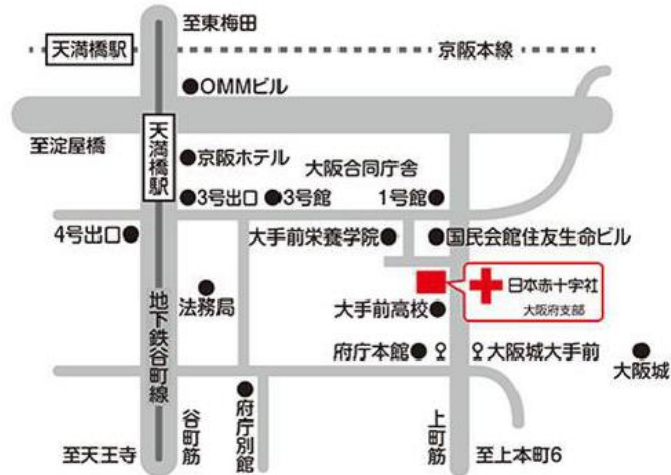 至東梅田
天満橋駅
京阪本線
OMMビル
至淀屋橋
天満橋駅
京阪ホテル
大阪合同庁舎
3号出口
3号館
1号館
4号出口
大手前栄養学院
国民会館住友生命ビル
法務局
日本赤十字社
大阪府支部
大手前高校
地下鉄谷町線
府庁本館
大阪城大手前
大阪城
谷町筋
府庁別館
上町筋
至天王寺
至上本町6